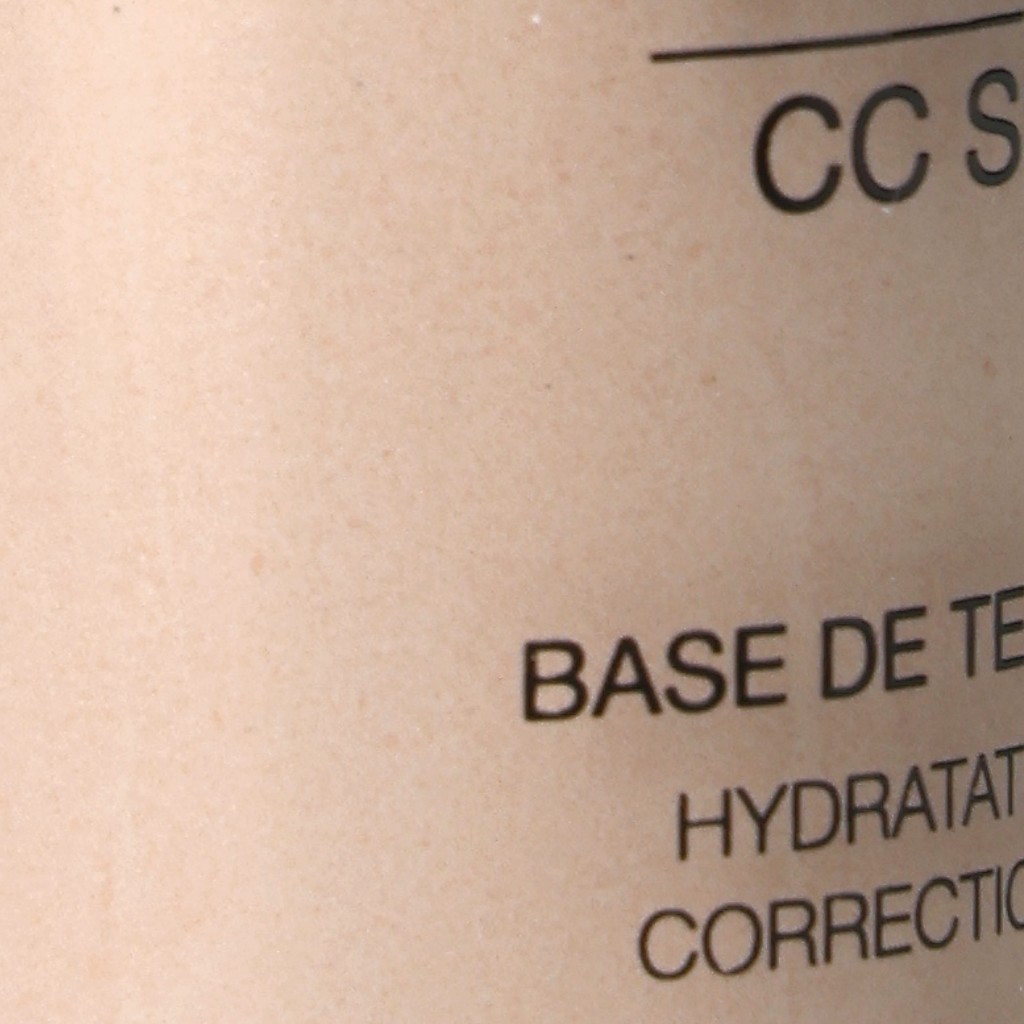 CC S
BASE DE TE
HYDRATAT
CORRECTIO